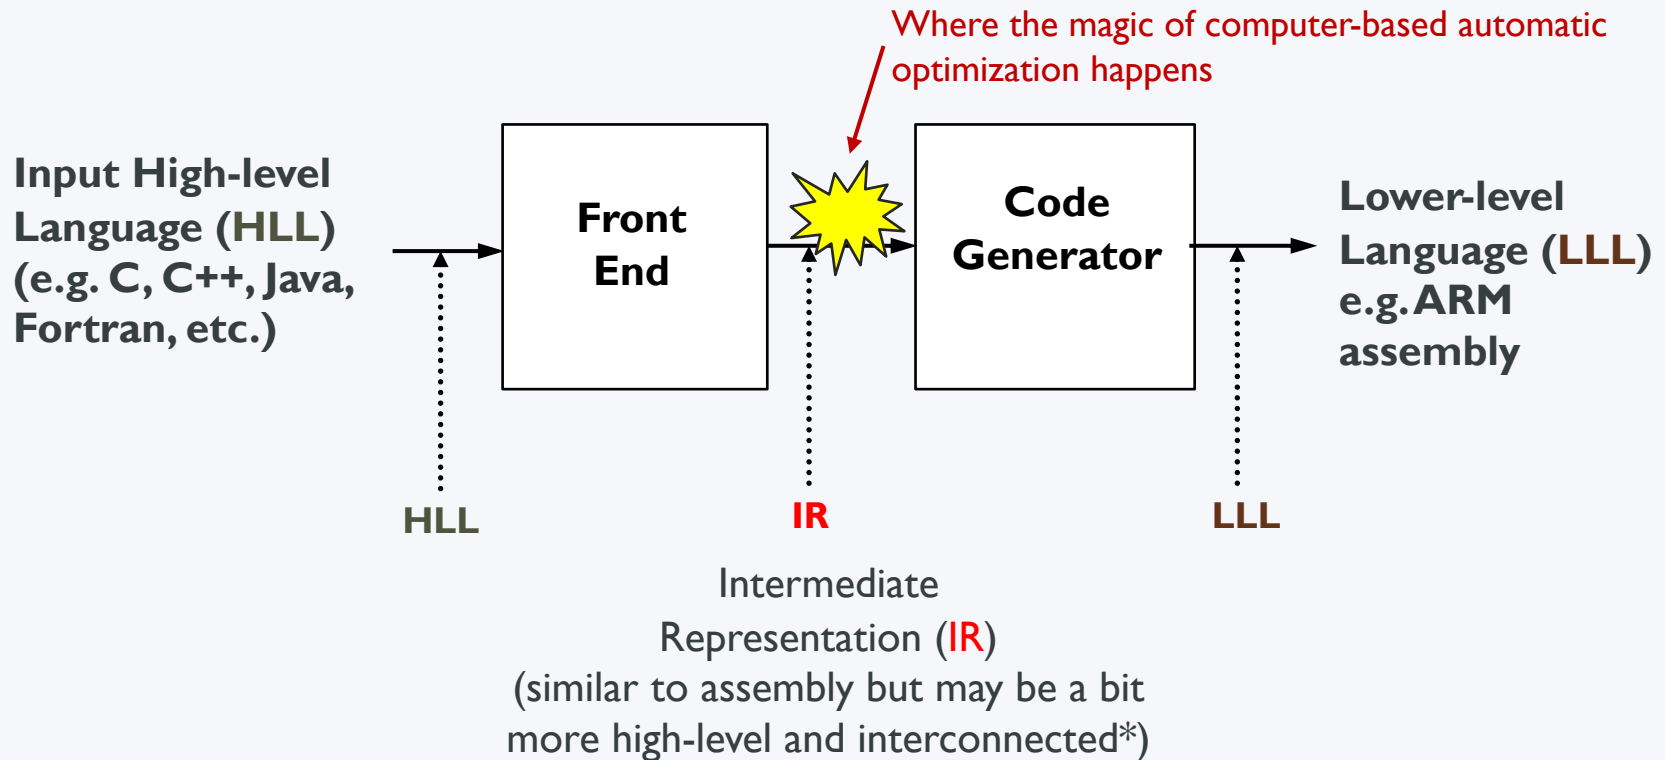 Where the magic of computer-based automatic
optimization happens
Input High-level
Language (HLL)
(e.g. C, C++, Java,
Fortran, etc.)
Front
End
Code
Generator
Lower-level
Language (LLL)
e.g. ARM
assembly
HLL
IR
LLL
Intermediate
Representation (IR)
(similar to assembly but may be a bit
more high-level and interconnected*)